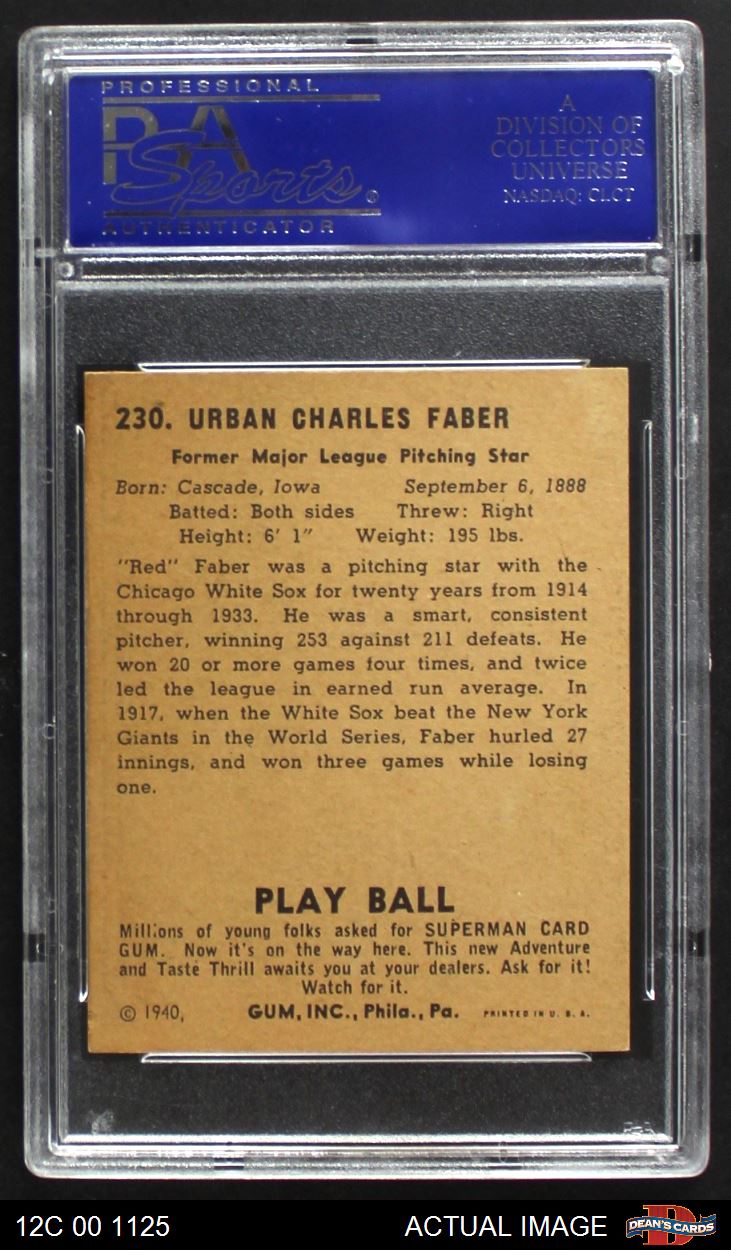 PROFESSIONAL
PSA
Sports®
AUTHENTICATOR
A
DIVISION OF
COLLECTORS
UNIVERSE
NASDAQ: CLCT
230. URBAN CHARLES FABER
Former Major League Pitching Star
Born: Cascade, Iowa September 6, 1888
Batted: Both sides Threw: Right
Height: 6' 1" Weight: 195 lbs.
"Red" Faber was a pitching star with the
Chicago White Sox for twenty years from 1914
through 1933. He was a smart, consistent
pitcher, winning 253 against 211 defeats. He
won 20 or more games four times, and twice
led the league in earned run average. In
1917, when the White Sox beat the New York
Giants in the World Series, Faber hurled 27
innings, and won three games while losing
one.
PLAY BALL
Millions of young folks asked for SUPERMAN CARD
GUM. Now it's on the way here. This new Adventure
and Taste Thrill awaits you at your dealers. Ask for it!
Watch for it.
© 1940, GUM, INC., Phila., Pa. PRINTED IN U. S. A.
PSA
12C 00 1125 ACTUAL IMAGE DEAN'S CARDS